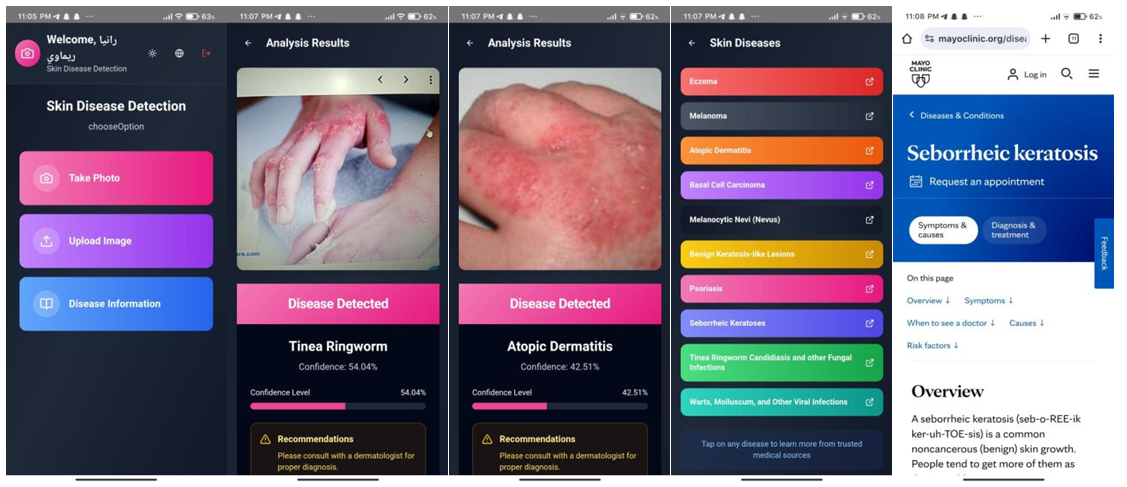 11:05 PM ... 63%
Welcome, رانيا
ريماوي
Skin Disease Detection
Skin Disease Detection
chooseOption
Take Photo
Upload Image
Disease Information
11:07 PM ... 62%
Analysis Results
Disease Detected
Tinea Ringworm
Confidence: 54.04%
Confidence Level 54.04%
Recommendations
Please consult with a dermatologist for
proper diagnosis.
11:07 PM ... 62%
Analysis Results
Disease Detected
Atopic Dermatitis
Confidence: 42.51%
Confidence Level 42.51%
Recommendations
Please consult with a dermatologist for
proper diagnosis.
11:07 PM ... 62%
Skin Diseases
Eczema
Melanoma
Atopic Dermatitis
Basal Cell Carcinoma
Melanocytic Nevi (Nevus)
Benign Keratosis-like Lesions
Psoriasis
Seborrheic Keratoses
Tinea Ringworm Candidiasis and other Fungal
Infections
Warts, Molluscum, and Other Viral Infections
Tap on any disease to learn more from trusted
medical sources
11:08 PM ... 62%
mayoclinic.org/disea
MAYO
CLINIC
Log in
Diseases & Conditions
Seborrheic keratosis
Request an appointment
Symptoms &
causes
Diagnosis &
treatment
Feedback
On this page
Overview ↓ Symptoms ↓
When to see a doctor ↓ Causes ↓
Risk factors ↓
Overview
A seborrheic keratosis (seb-o-REE-ik
ker-uh-TOE-sis) is a common
noncancerous (benign) skin growth.
People tend to get more of them as